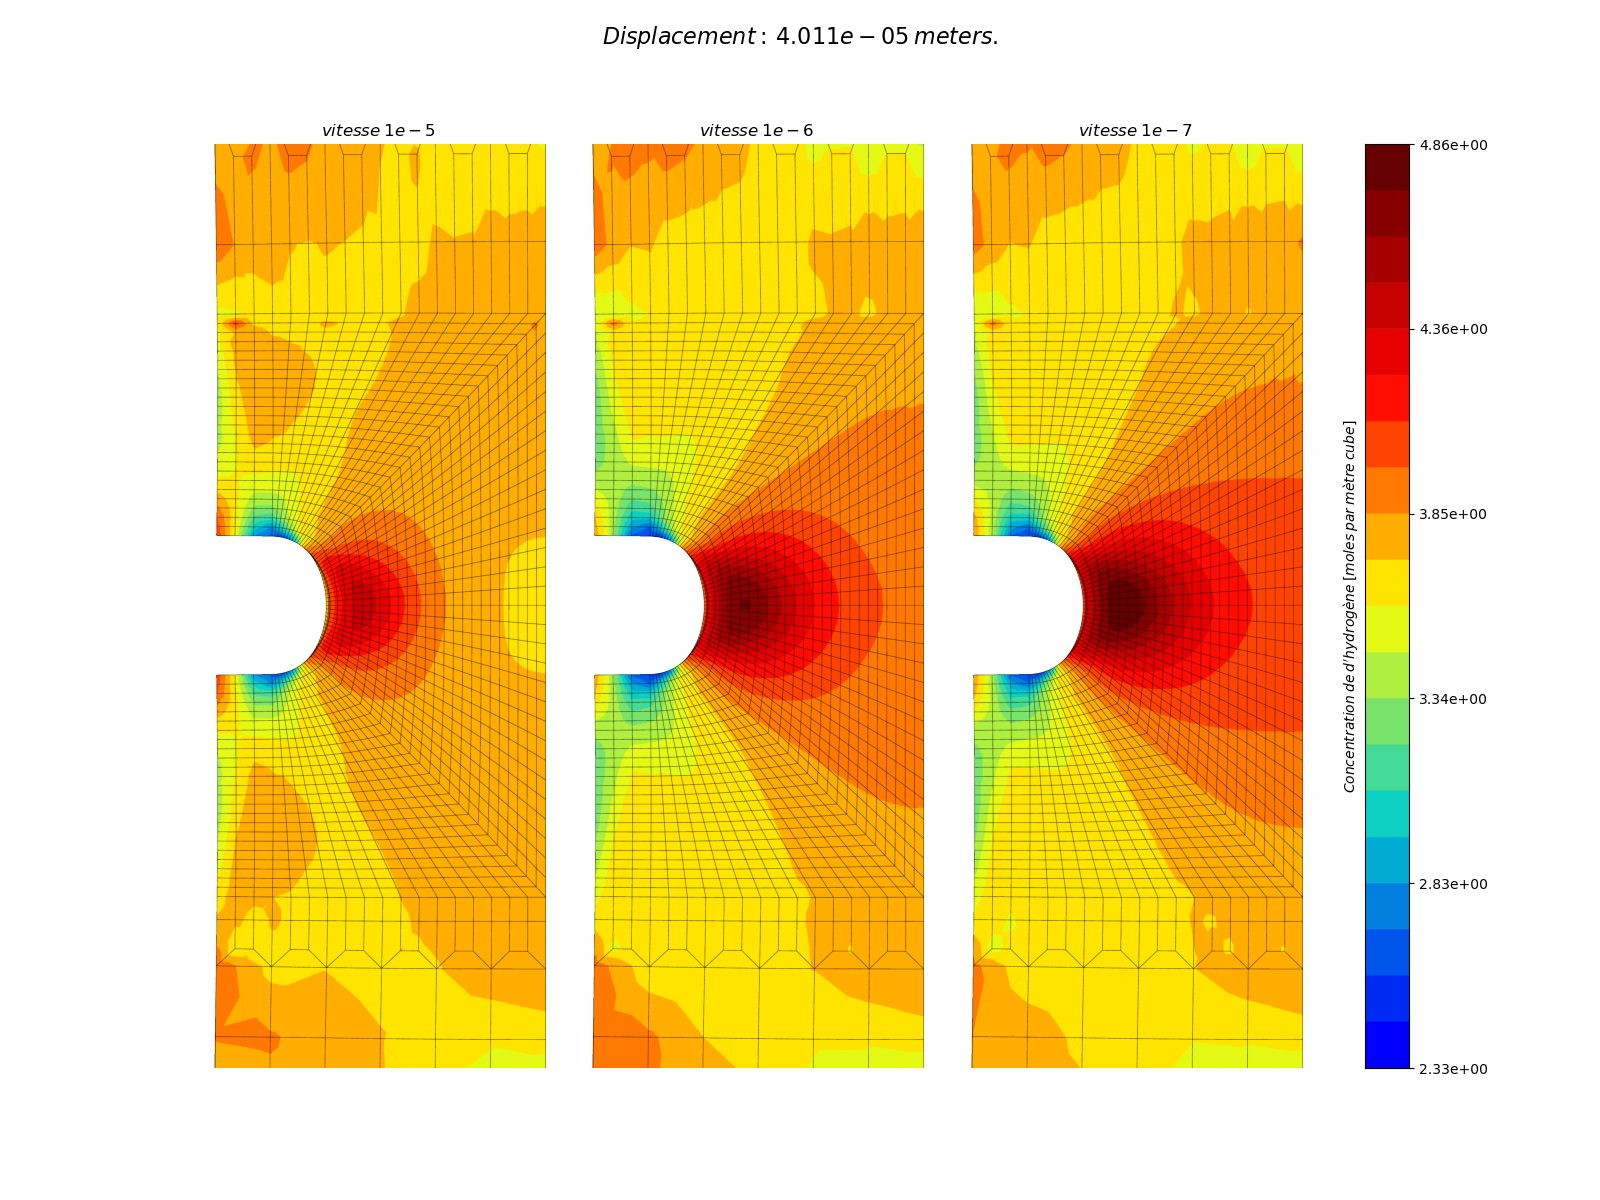 Displacement : 4.011e − 05 meters.
vitesse 1e − 5
vitesse 1e − 6
vitesse 1e − 7
4.86e+00
4.36e+00
3.85e+00
3.34e+00
2.83e+00
2.33e+00
Concentration de d'hydrogène [moles par mètre cube]